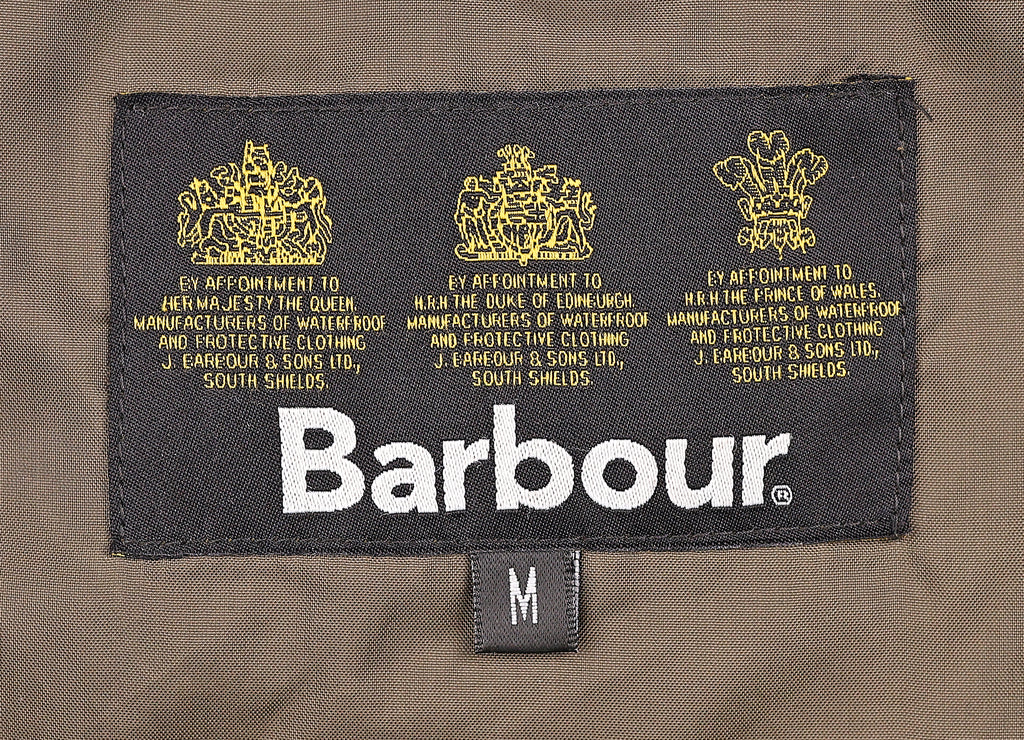 BY APPOINTMENT TO
HER MAJESTY THE QUEEN.
MANUFACTURERS OF WATERPROOF
AND PROTECTIVE CLOTHING
J. BARBOUR & SONS LTD.,
SOUTH SHIELDS.
BY APPOINTMENT TO
H.R.H THE DUKE OF EDINBURGH.
MANUFACTURERS OF WATERPROOF
AND PROTECTIVE CLOTHING
J. BARBOUR & SONS LTD.,
SOUTH SHIELDS.
BY APPOINTMENT TO
H.R.H THE PRINCE OF WALES.
MANUFACTURERS OF WATERPROOF
AND PROTECTIVE CLOTHING
J. BARBOUR & SONS LTD.,
SOUTH SHIELDS.
Barbour®
M